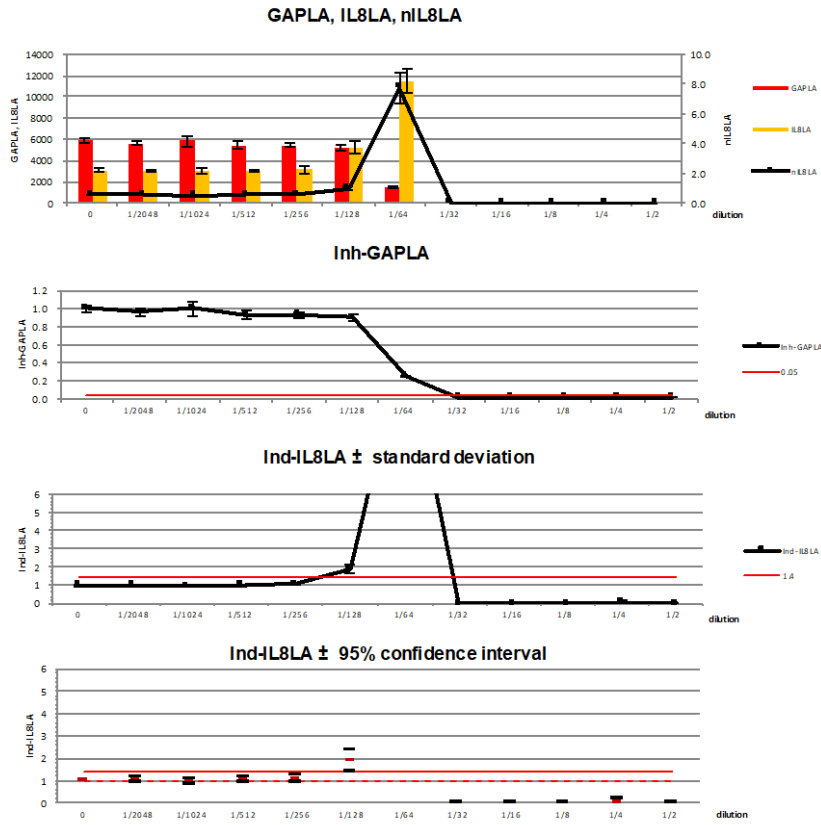 GAPLA, IL8LA, nIL8LA
14000
12000
10000
8000
6000
4000
2000
0
GAPLA, IL8LA
10.0
8.0
6.0
4.0
2.0
0.0
nIL8LA
GAPLA
IL8LA
nIL8LA
0 1/2048 1/1024 1/512 1/256 1/128 1/64 1/32 1/16 1/8 1/4 1/2 dilution
Inh-GAPLA
1.2
1.0
0.8
0.6
0.4
0.2
0.0
Inh-GAPLA
Inh-GAPLA
0.05
0 1/2048 1/1024 1/512 1/256 1/128 1/64 1/32 1/16 1/8 1/4 1/2 dilution
Ind-IL8LA ± standard deviation
6
5
4
3
2
1
0
Ind-IL8LA
Ind-IL8LA
1.4
0 1/2048 1/1024 1/512 1/256 1/128 1/64 1/32 1/16 1/8 1/4 1/2 dilution
Ind-IL8LA ± 95% confidence interval
6
5
4
3
2
1
0
Ind-IL8LA
0 1/2048 1/1024 1/512 1/256 1/128 1/64 1/32 1/16 1/8 1/4 1/2 dilution